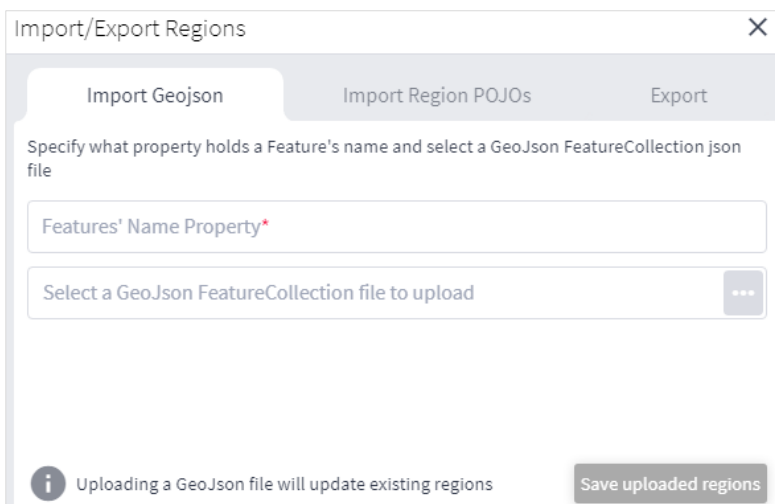 Import/Export Regions
Import Geojson
Import Region POJOs
Export
Specify what property holds a Feature's name and select a GeoJson FeatureCollection json
file
Features' Name Property*
Select a GeoJson FeatureCollection file to upload
Uploading a GeoJson file will update existing regions
Save uploaded regions